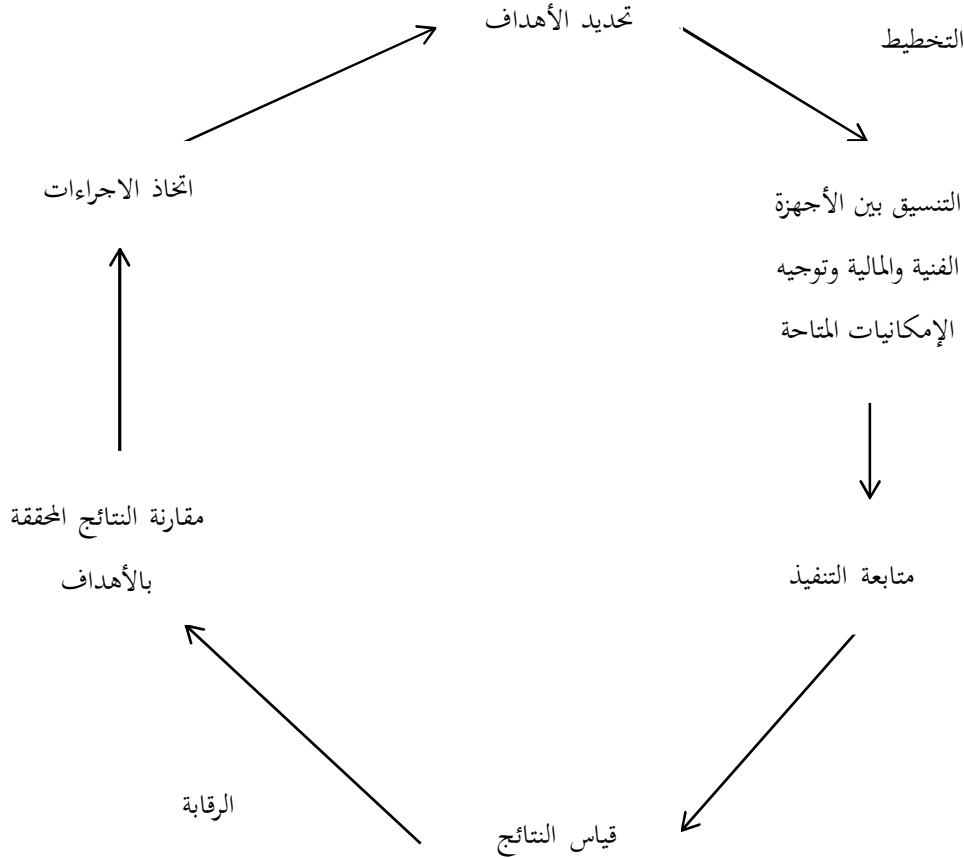 تحديد الأهداف
التخطيط
التنسيق بين الأجهزة
الفنية والمالية وتوجيه
الإمكانيات المتاحة
متابعة التنفيذ
قياس النتائج
الرقابة
مقارنة النتائج المحققة
بالأهداف
اتخاذ الاجراءات